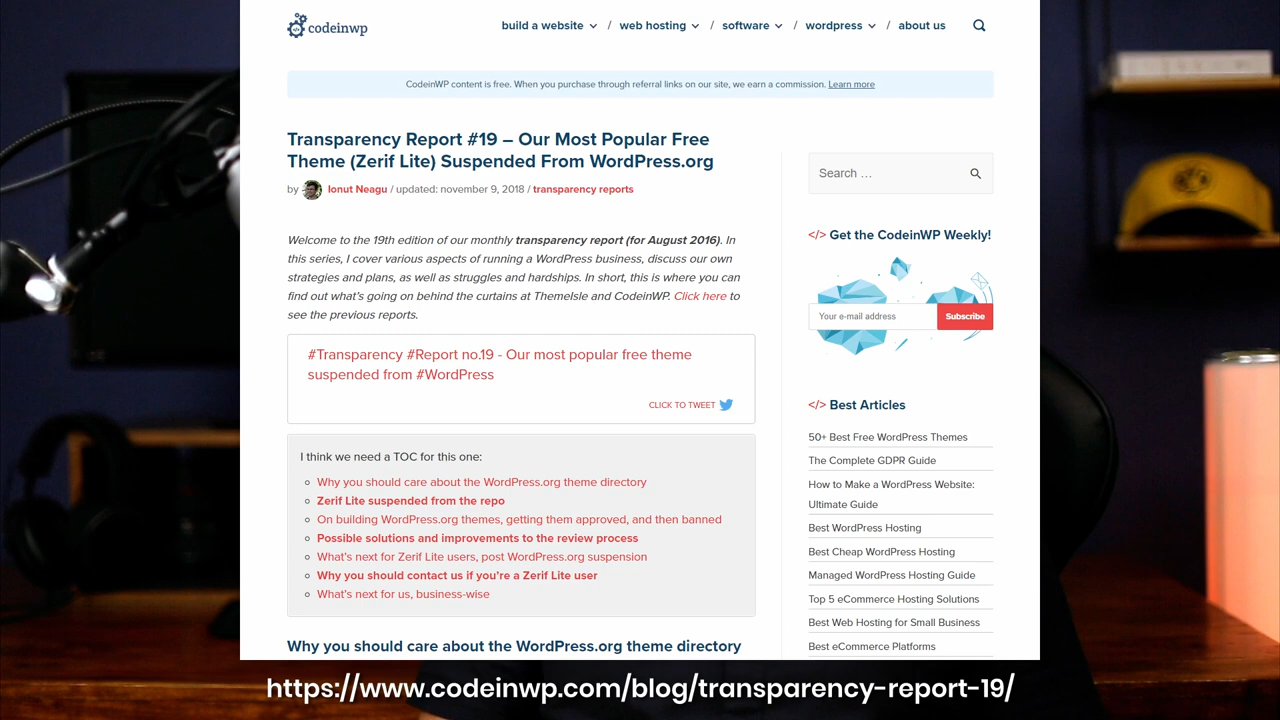 codeinwp
build a website / web hosting / software / wordpress / about us
CodeinWP content is free. When you purchase through referral links on our site, we earn a commission. Learn more
Transparency Report #19 – Our Most Popular Free
Theme (Zerif Lite) Suspended From WordPress.org
by Ionut Neagu / updated: november 9, 2018 / transparency reports
Welcome to the 19th edition of our monthly transparency report (for August 2016). In
this series, I cover various aspects of running a WordPress business, discuss our own
strategies and plans, as well as struggles and hardships. In short, this is where you can
find out what's going on behind the curtains at ThemeIsle and CodeinWP. Click here to
see the previous reports.
#Transparency #Report no.19 - Our most popular free theme
suspended from #WordPress
CLICK TO TWEET
I think we need a TOC for this one:
Why you should care about the WordPress.org theme directory
Zerif Lite suspended from the repo
On building WordPress.org themes, getting them approved, and then banned
Possible solutions and improvements to the review process
What's next for Zerif Lite users, post WordPress.org suspension
Why you should contact us if you're a Zerif Lite user
What's next for us, business-wise
Why you should care about the WordPress.org theme directory
Search …
</> Get the CodeinWP Weekly!
Your e-mail address
Subscribe
</> Best Articles
50+ Best Free WordPress Themes
The Complete GDPR Guide
How to Make a WordPress Website:
Ultimate Guide
Best WordPress Hosting
Best Cheap WordPress Hosting
Managed WordPress Hosting Guide
Top 5 eCommerce Hosting Solutions
Best Web Hosting for Small Business
Best eCommerce Platforms
https://www.codeinwp.com/blog/transparency-report-19/